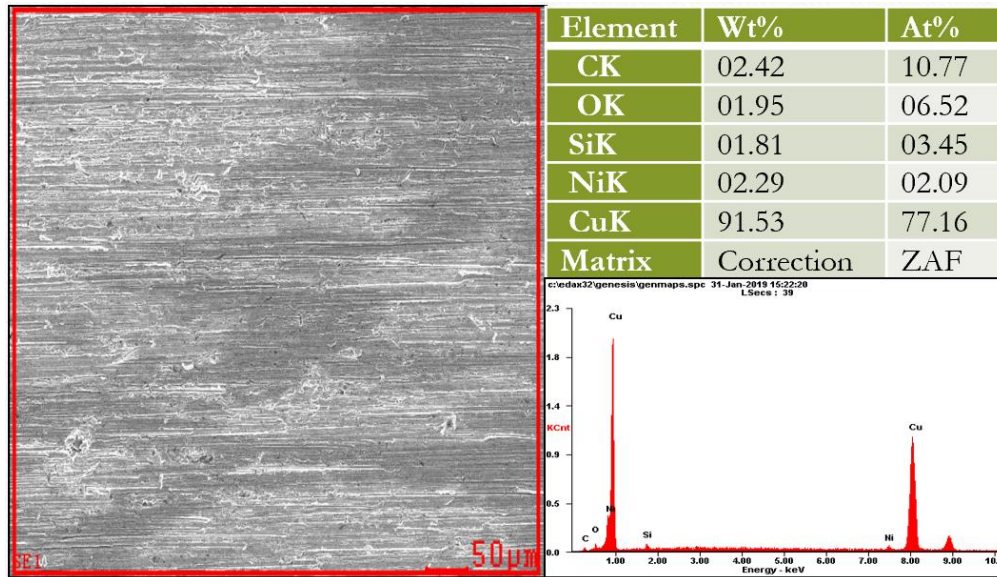 Element Wt% At%
CK 02.42 10.77
OK 01.95 06.52
SiK 01.81 03.45
NiK 02.29 02.09
CuK 91.53 77.16
Matrix Correction ZAF
SE1
50µm
c:\edax32\genesis\genmaps.spc 31-Jan-2019 15:22:20
LSecs : 39
2.3
1.8
1.4
KCnt
0.9
0.5
0.0
Cu
Cu
Ni
O
C
Si
Ni
1.00 2.00 3.00 4.00 5.00 6.00 7.00 8.00 9.00
Energy - keV